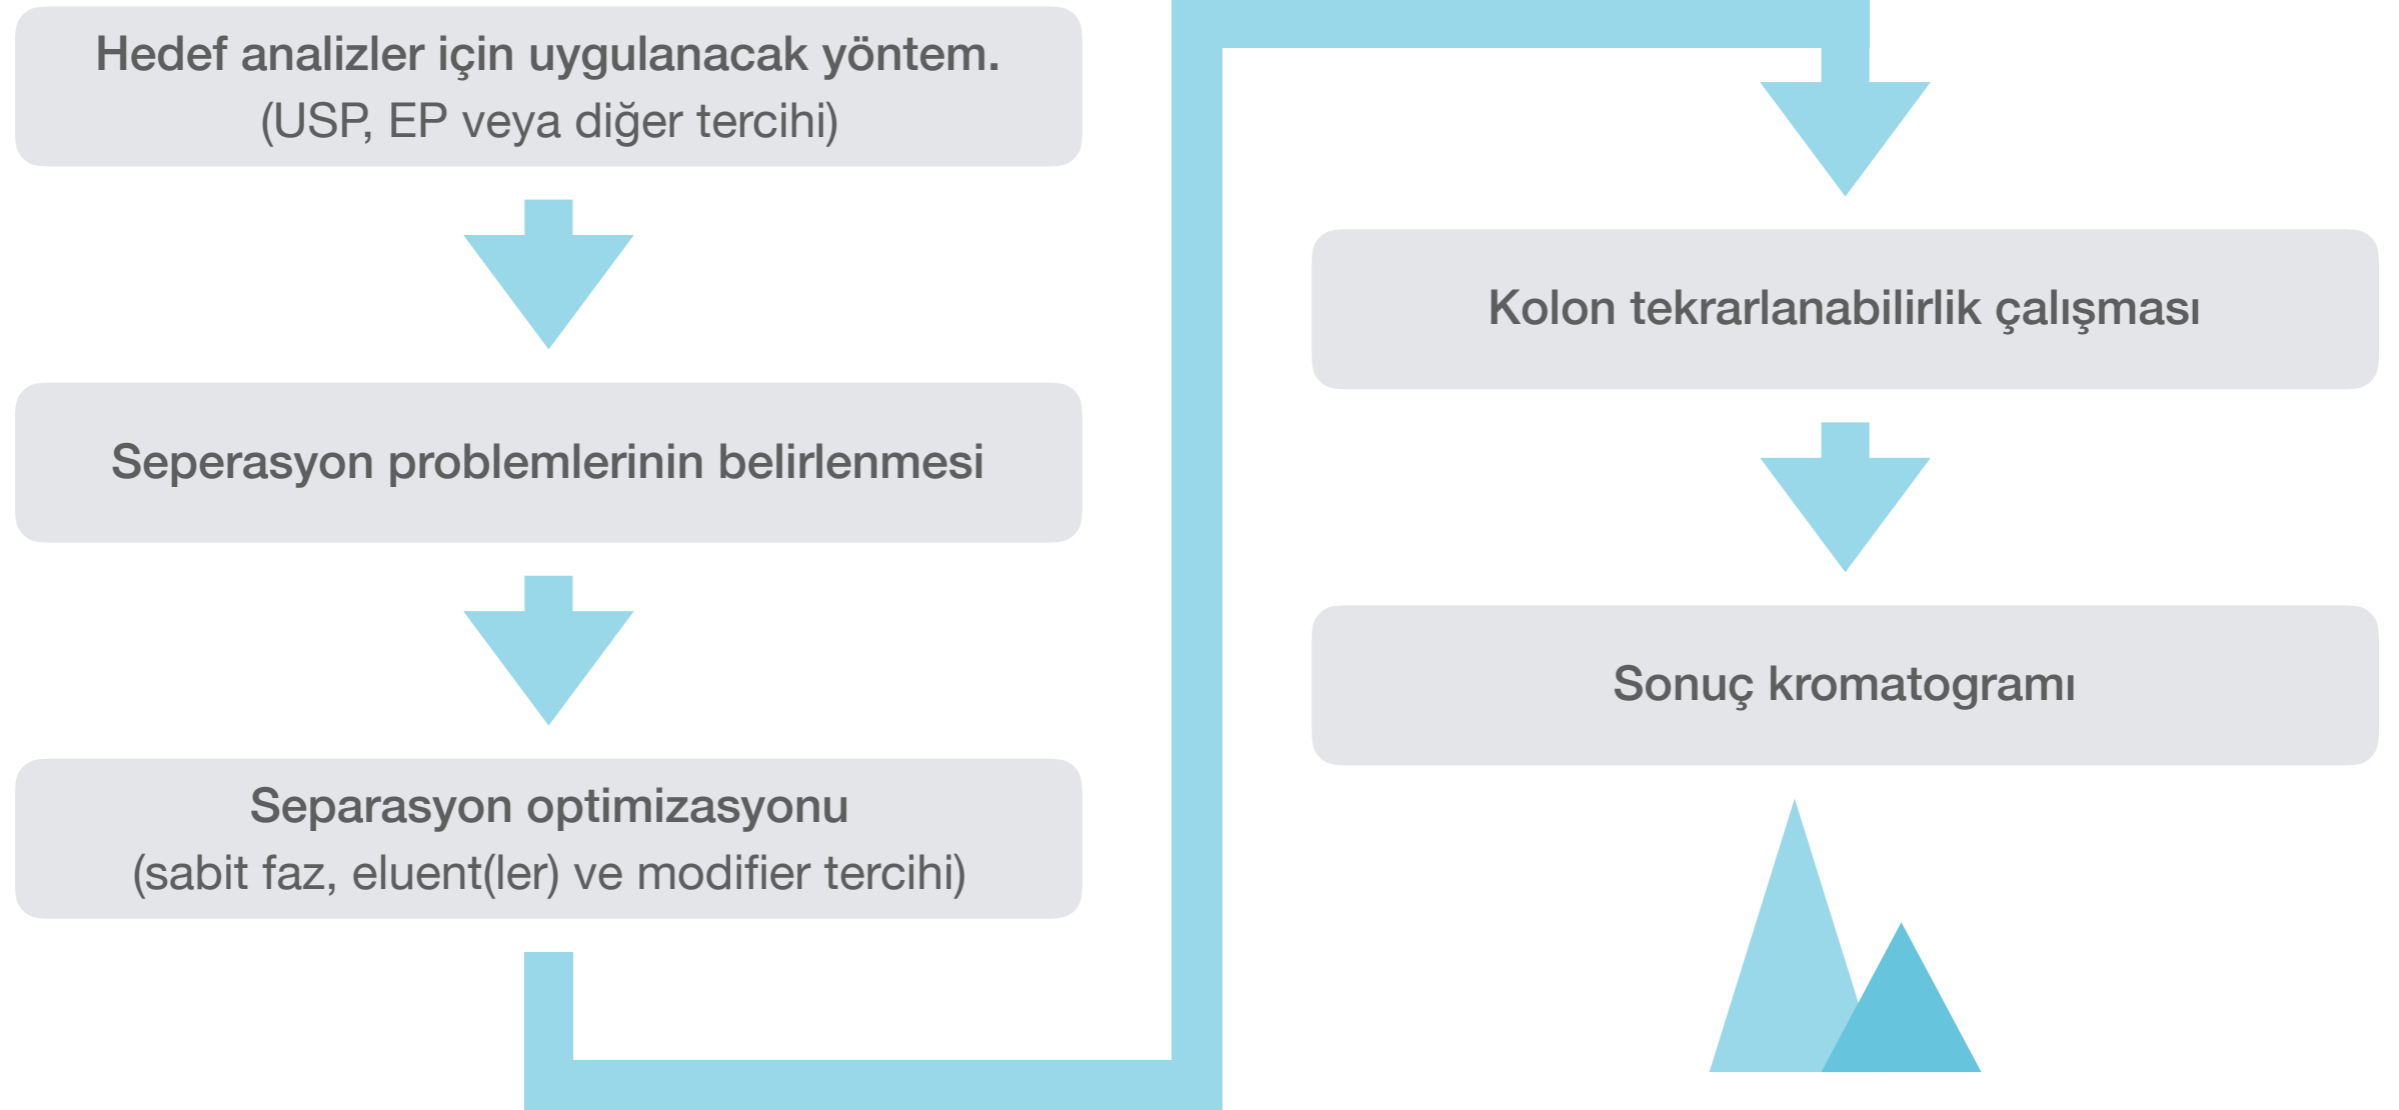 Hedef analizler için uygulanacak yöntem.
(USP, EP veya diğer tercihi)
Seperasyon problemlerinin belirlenmesi
Separasyon optimizasyonu
(sabit faz, eluent(ler) ve modifier tercihi)
Kolon tekrarlanabilirlik çalışması
Sonuç kromatogramı